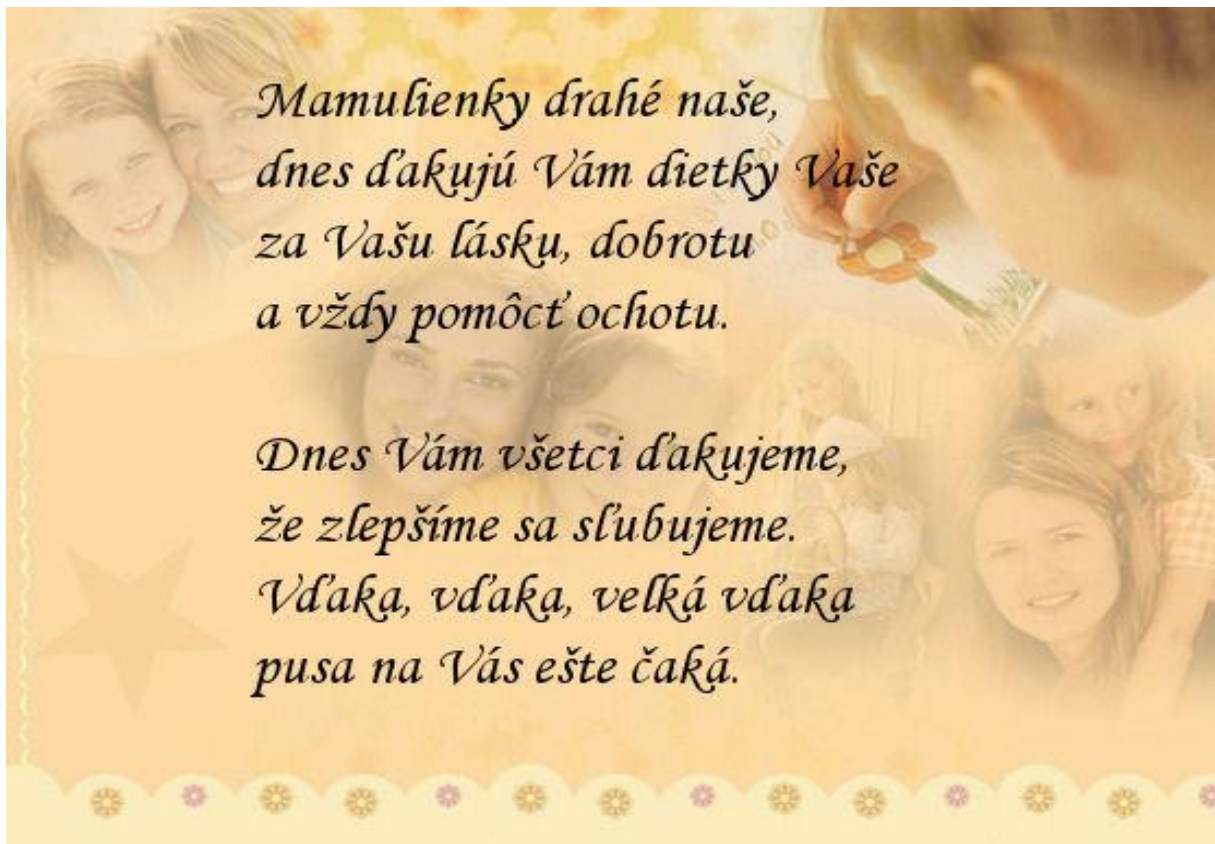 Mamulienky drahé naše,
dnes ďakujú Vám dietky Vaše
za Vašu lásku, dobrotu
a vždy pomôcť ochotu.
Dnes Vám všetci ďakujeme,
že zlepšíme sa sľubujeme.
Vďaka, vďaka, veľká vďaka
pusa na Vás ešte čaká.